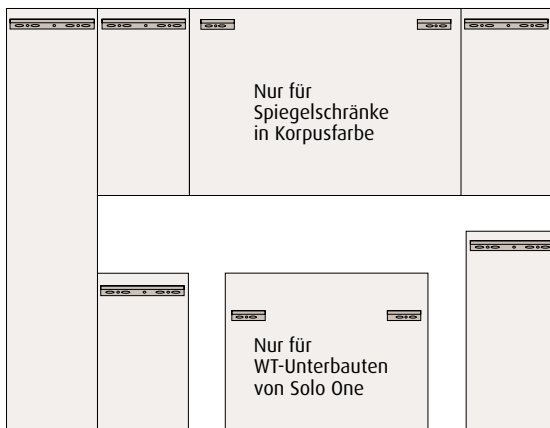 Nur für
Spiegelschränke
in Korpusfarbe
Nur für
WT-Unterbauten
von Solo One